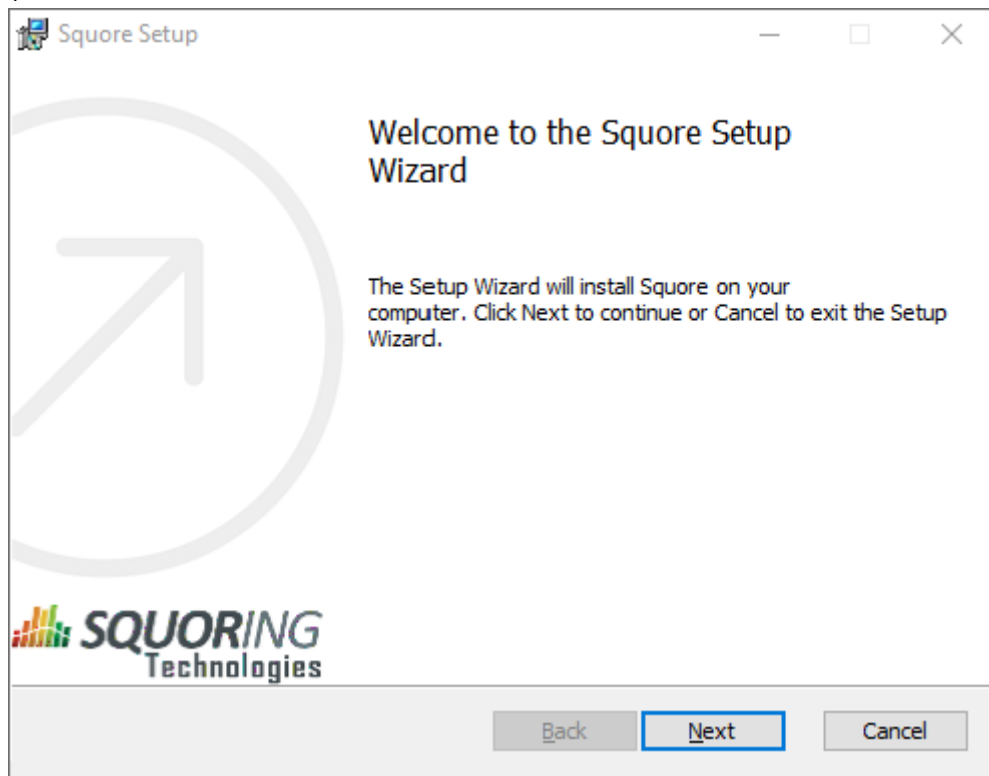 Squore Setup
Welcome to the Squore Setup
Wizard
The Setup Wizard will install Squore on your
computer. Click Next to continue or Cancel to exit the Setup
Wizard.
SQUORING
Technologies
Back Next Cancel